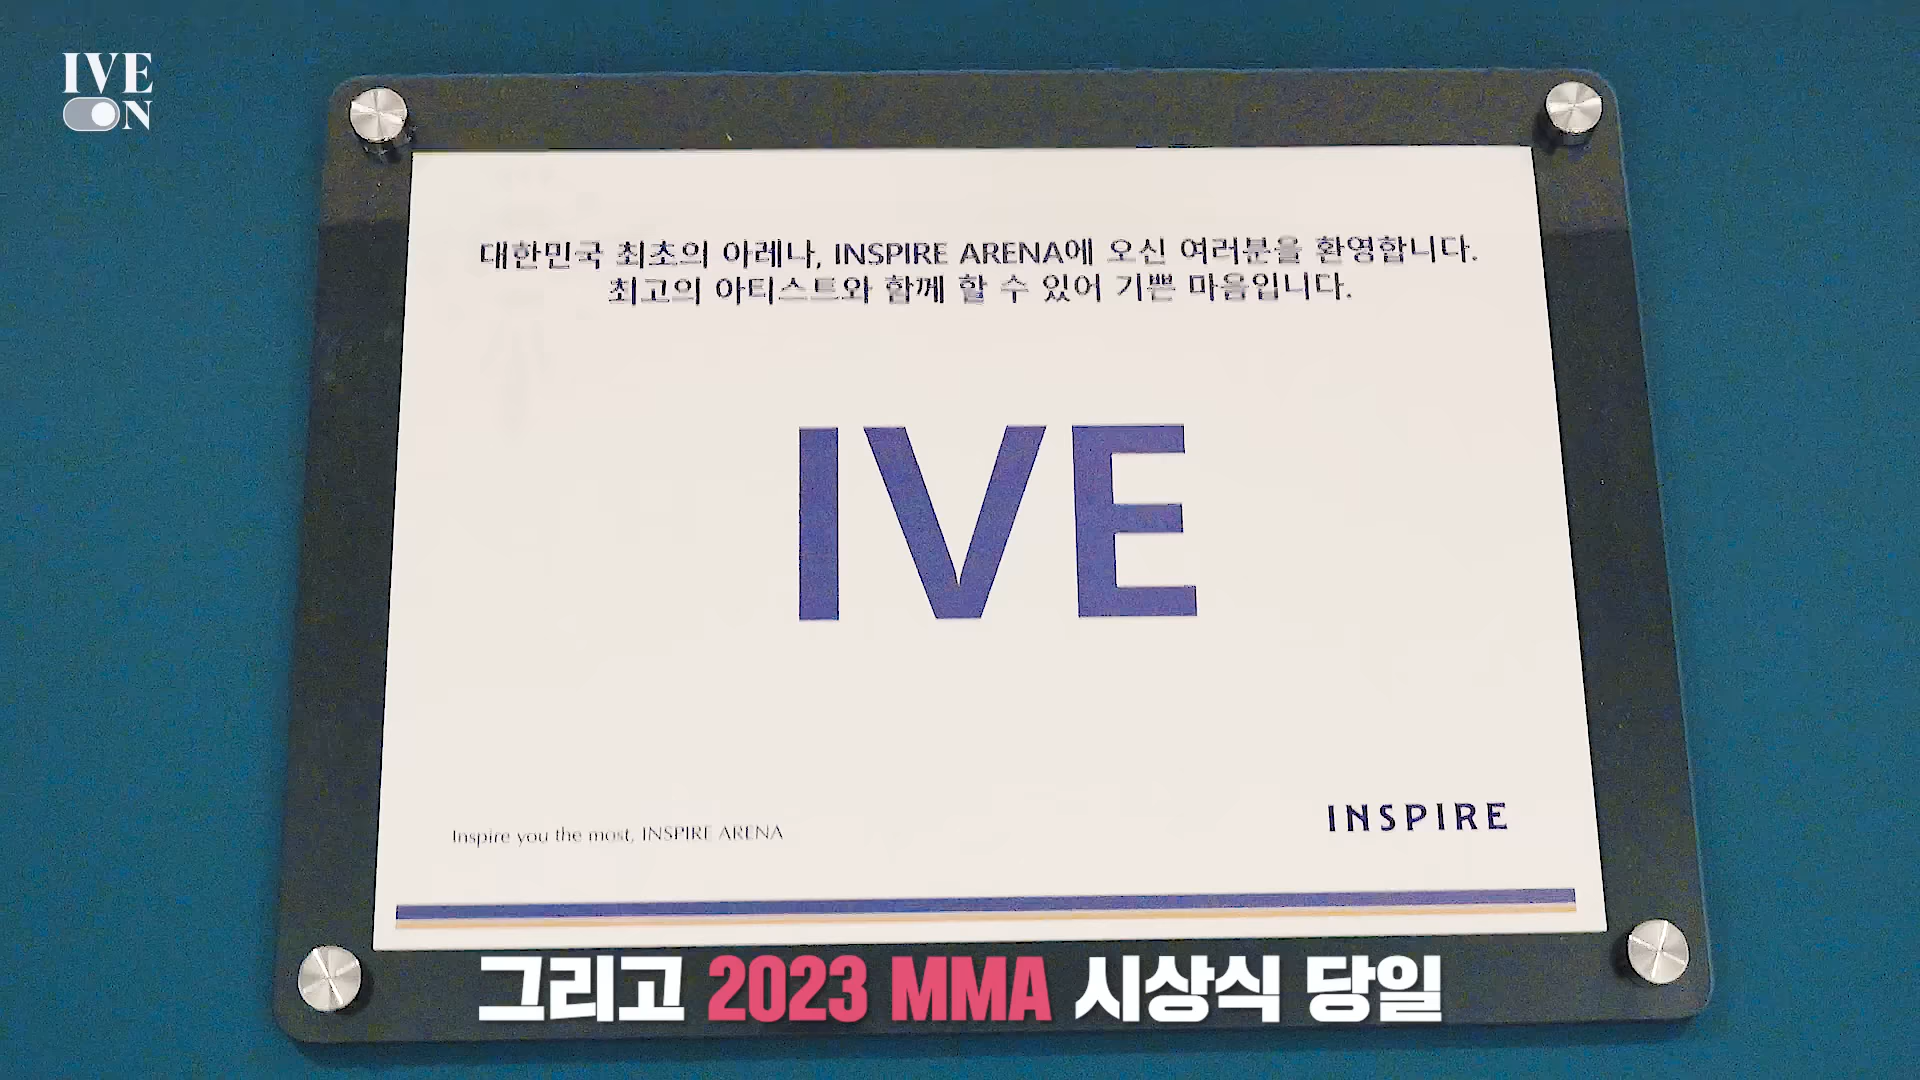 IVE
ON
대한민국 최초의 아레나, INSPIRE ARENA에 오신 여러분을 환영합니다.
최고의 아티스트와 함께 할 수 있어 기쁜 마음입니다.
IVE
Inspire you the most, INSPIRE ARENA
INSPIRE
그리고 2023 MMA 시상식 당일